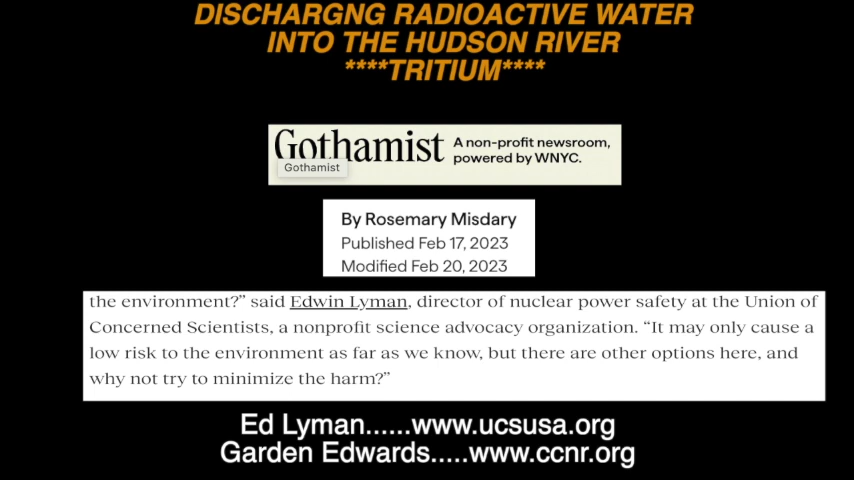 DISCHARGNG RADIOACTIVE WATER
INTO THE HUDSON RIVER
****TRITIUM****
Gothamist
A non-profit newsroom,
powered by WNYC.
Gothamist
By Rosemary Misdary
Published Feb 17, 2023
Modified Feb 20, 2023
the environment?” said Edwin Lyman, director of nuclear power safety at the Union of
Concerned Scientists, a nonprofit science advocacy organization. “It may only cause a
low risk to the environment as far as we know, but there are other options here, and
why not try to minimize the harm?”
Ed Lyman......www.ucsusa.org
Garden Edwards.....www.ccnr.org